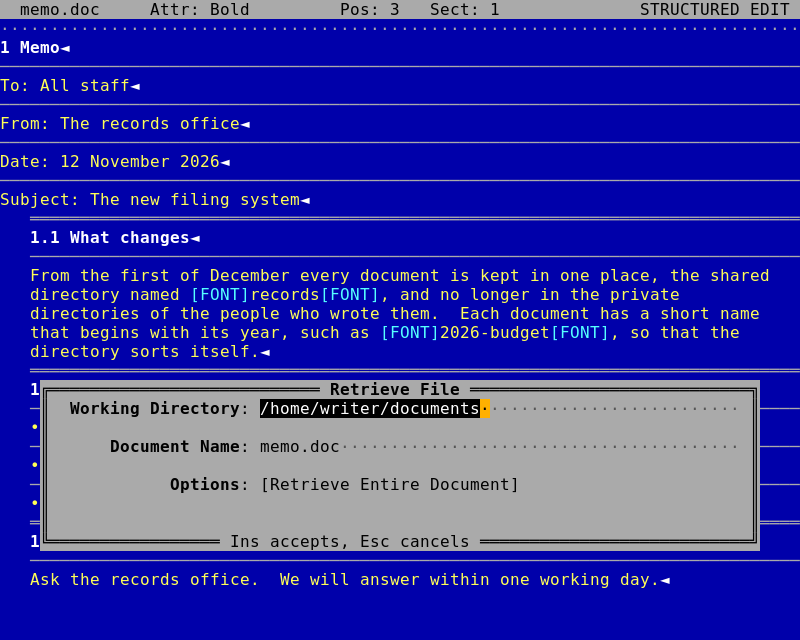 memo.doc Attr: Bold Pos: 3 Sect: 1 STRUCTURED EDIT
1 Memo◄
To: All staff◄
From: The records office◄
Date: 12 November 2026◄
Subject: The new filing system◄
1.1 What changes◄
From the first of December every document is kept in one place, the shared
directory named [FONT]records[FONT], and no longer in the private
directories of the people who wrote them.  Each document has a short name
that begins with its year, such as [FONT]2026-budget[FONT], so that the
directory sorts itself.◄
1
Retrieve File
Working Directory: /home/writer/documents
•
Document Name: memo.doc
•
Options: [Retrieve Entire Document]
•
1
Ins accepts, Esc cancels
Ask the records office.  We will answer within one working day.◄